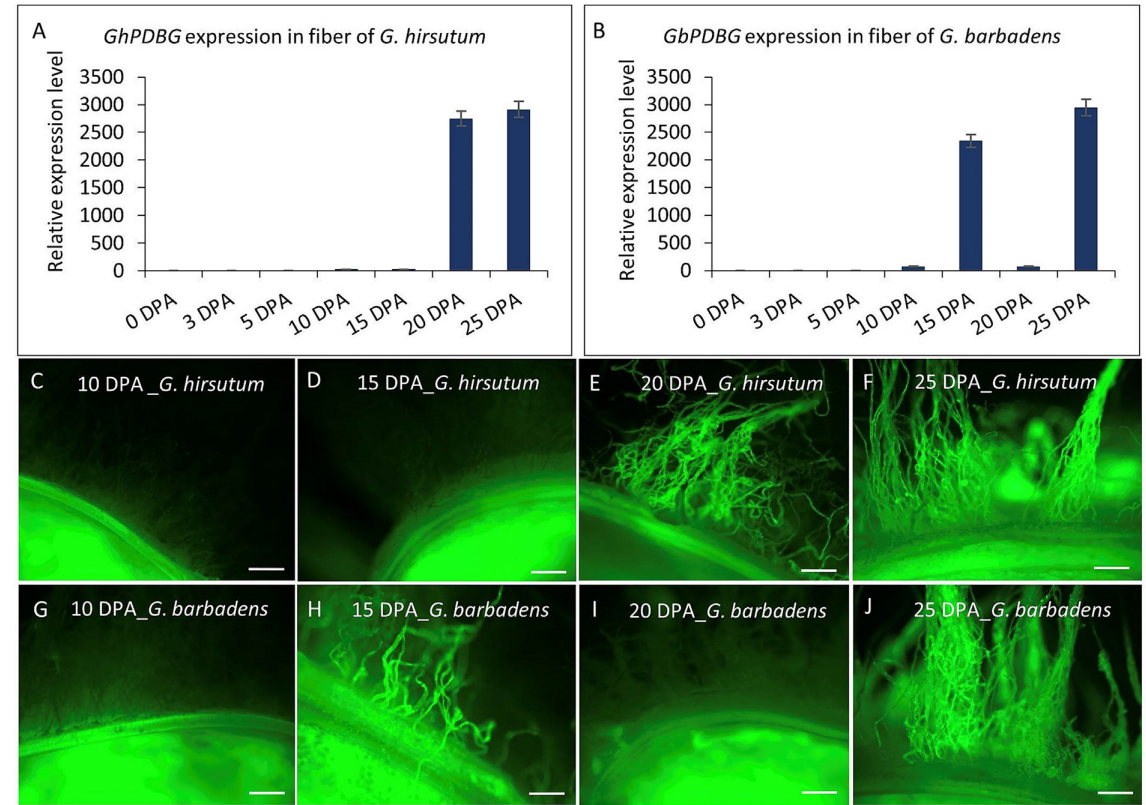 A
GhPDBG expression in fiber of G. hirsutum
Relative expression level
3500
3000
2500
2000
1500
1000
500
0
0 DPA
3 DPA
5 DPA
10 DPA
15 DPA
20 DPA
25 DPA
B
GbPDBG expression in fiber of G. barbadens
Relative expression level
3500
3000
2500
2000
1500
1000
500
0
0 DPA
3 DPA
5 DPA
10 DPA
15 DPA
20 DPA
25 DPA
C
10 DPA_G. hirsutum
D
15 DPA_G. hirsutum
E
20 DPA_G. hirsutum
F
25 DPA_G. hirsutum
G
10 DPA_G. barbadens
H
15 DPA_G. barbadens
I
20 DPA_G. barbadens
J
25 DPA_G. barbadens